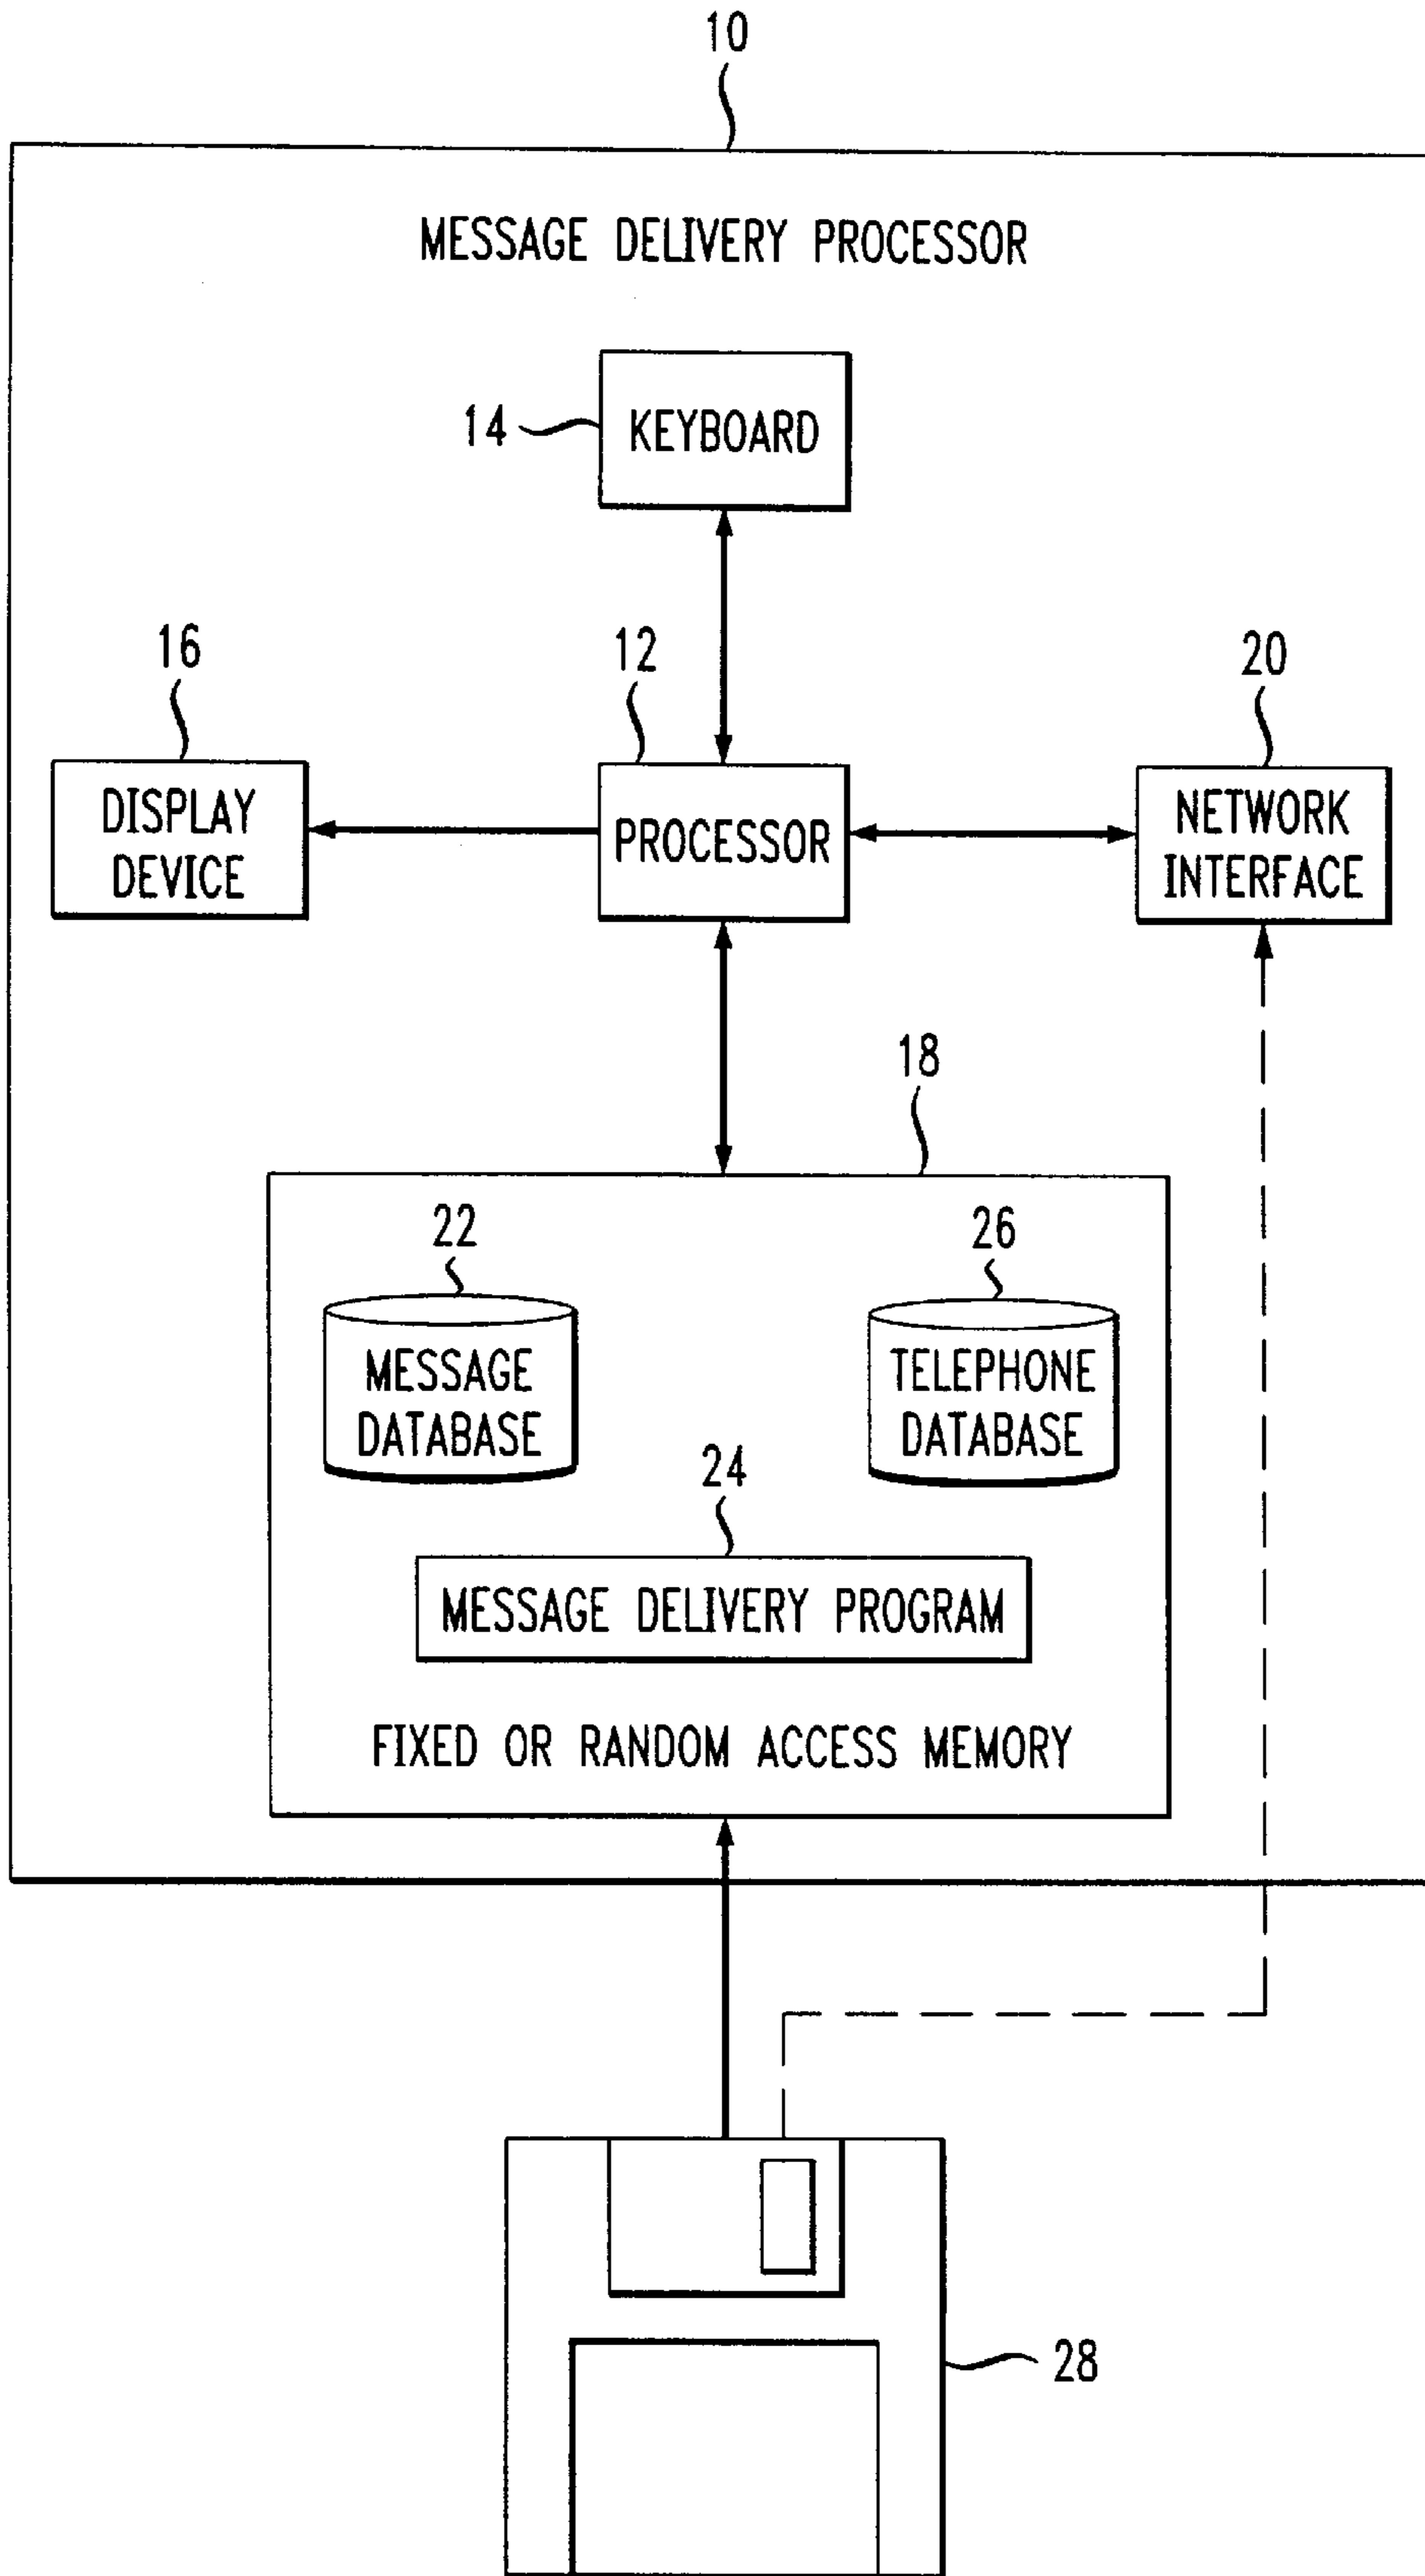 10
MESSAGE DELIVERY PROCESSOR
14
KEYBOARD
16
12
20
DISPLAY
DEVICE
PROCESSOR
NETWORK
INTERFACE
18
22
26
MESSAGE
DATABASE
TELEPHONE
DATABASE
24
MESSAGE DELIVERY PROGRAM
FIXED OR RANDOM ACCESS MEMORY
28